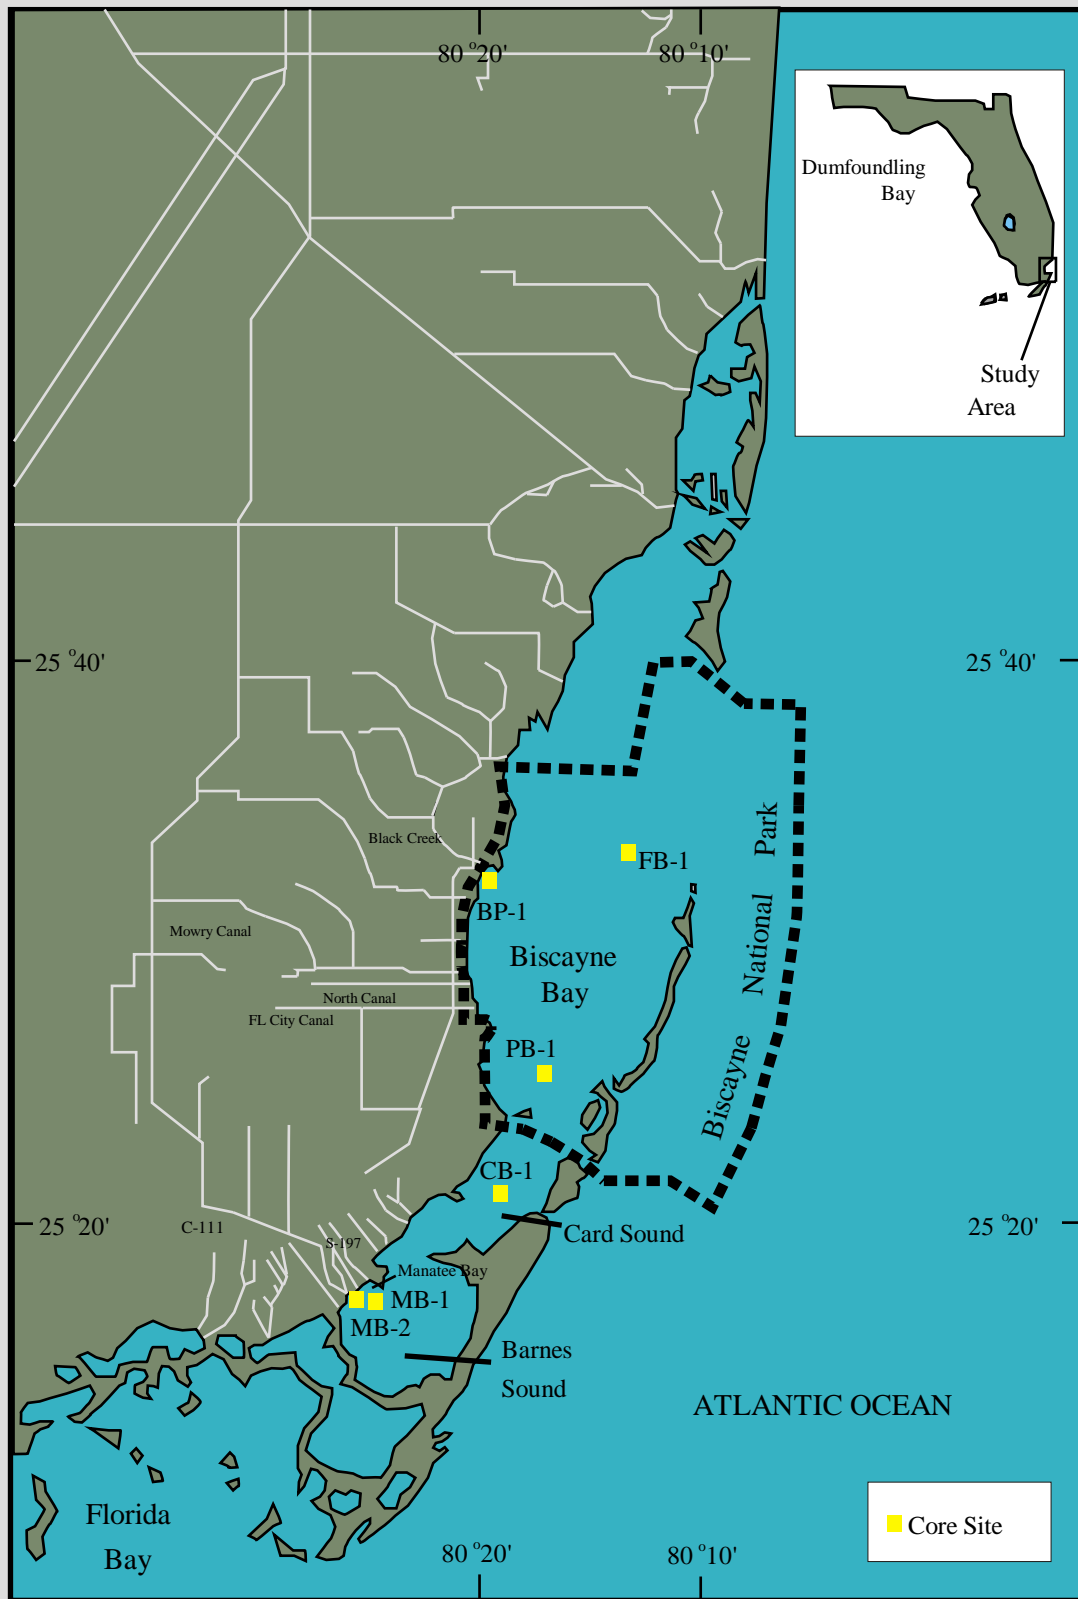 80 °20'
80 °10'
Dumfoundling
Bay
Study
Area
25 °40'
25 °40'
Black Creek
FB-1
BP-1
Mowry Canal
Biscayne
Bay
North Canal
FL City Canal
PB-1
Biscayne National Park
CB-1
25 °20'
C-111
S-197
Card Sound
25 °20'
Manatee Bay
MB-1
MB-2
Barnes
Sound
ATLANTIC OCEAN
Florida
Bay
Core Site
80 °20'
80 °10'